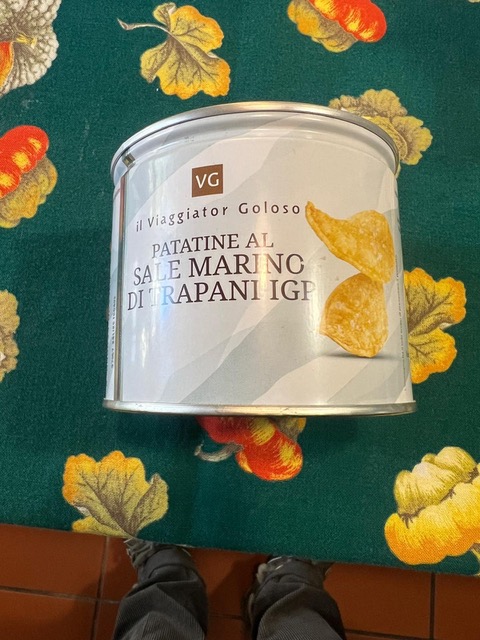 VG
il Viaggiator Goloso
PATATINE AL
SALE MARINO
DI TRAPANI IGP